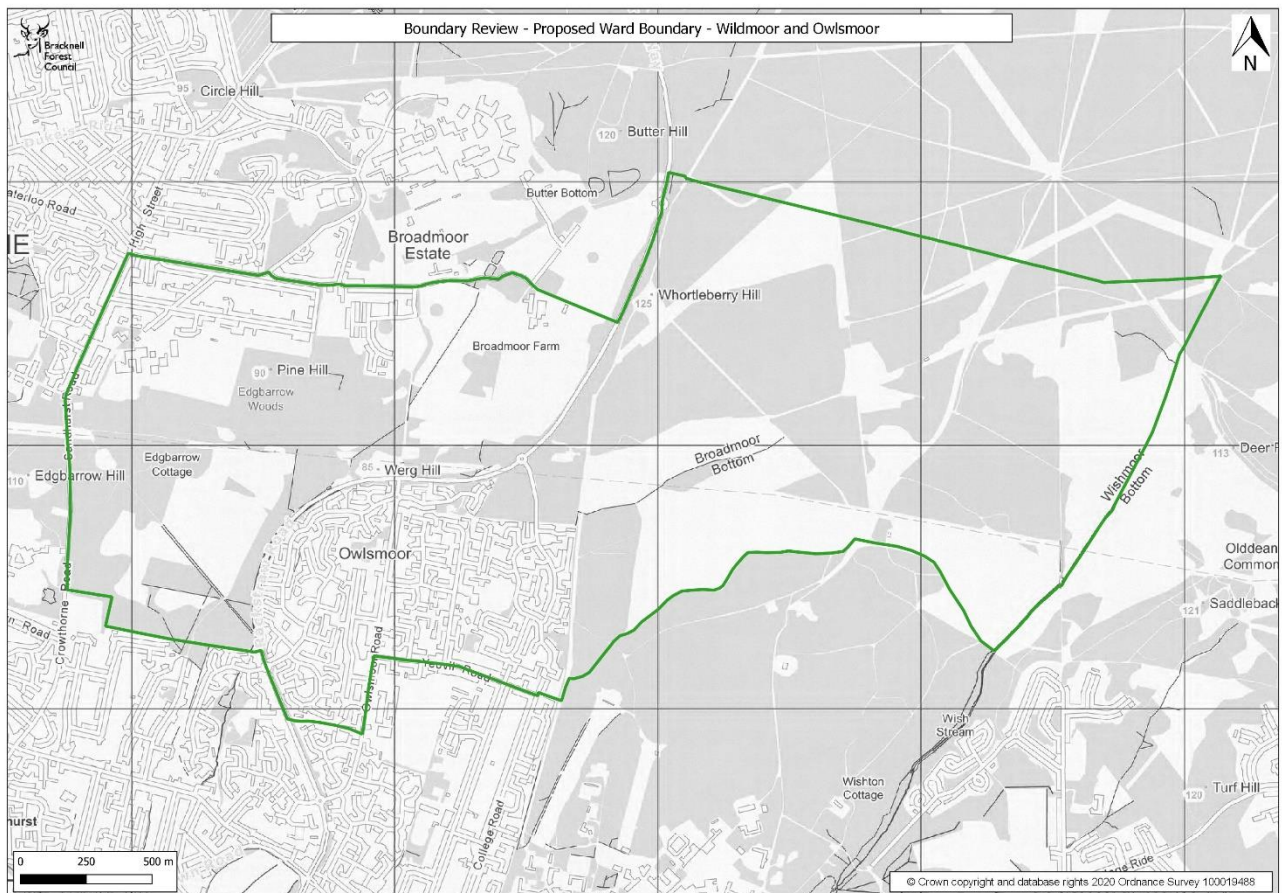 Boundary Review - Proposed Ward Boundary - Wildmoor and Owlsmoor
Bracknell
Forest
Council
N
95
Circle Hill
120
Butter Hill
Butter Bottom
High Street
Broadmoor
Estate
125
Whortleberry Hill
Broadmoor Farm
90
Pine Hill
Edgbarrow
Woods
Sandhurst Road
Broadmoor
Bottom
Edgbarrow
Cottage
110
Edgbarrow Hill
85
Werg Hill
113
Wishmoor
Bottom
Owlsmoor
Olddean
Common
121
Crowthorne Road
Owlsmoor Road
Yeovil Road
Wish
Stream
Wishton
Cottage
120
Turf Hill
College Road
0 250 500 m
© Crown copyright and database rights 2020 Ordnance Survey 100019488